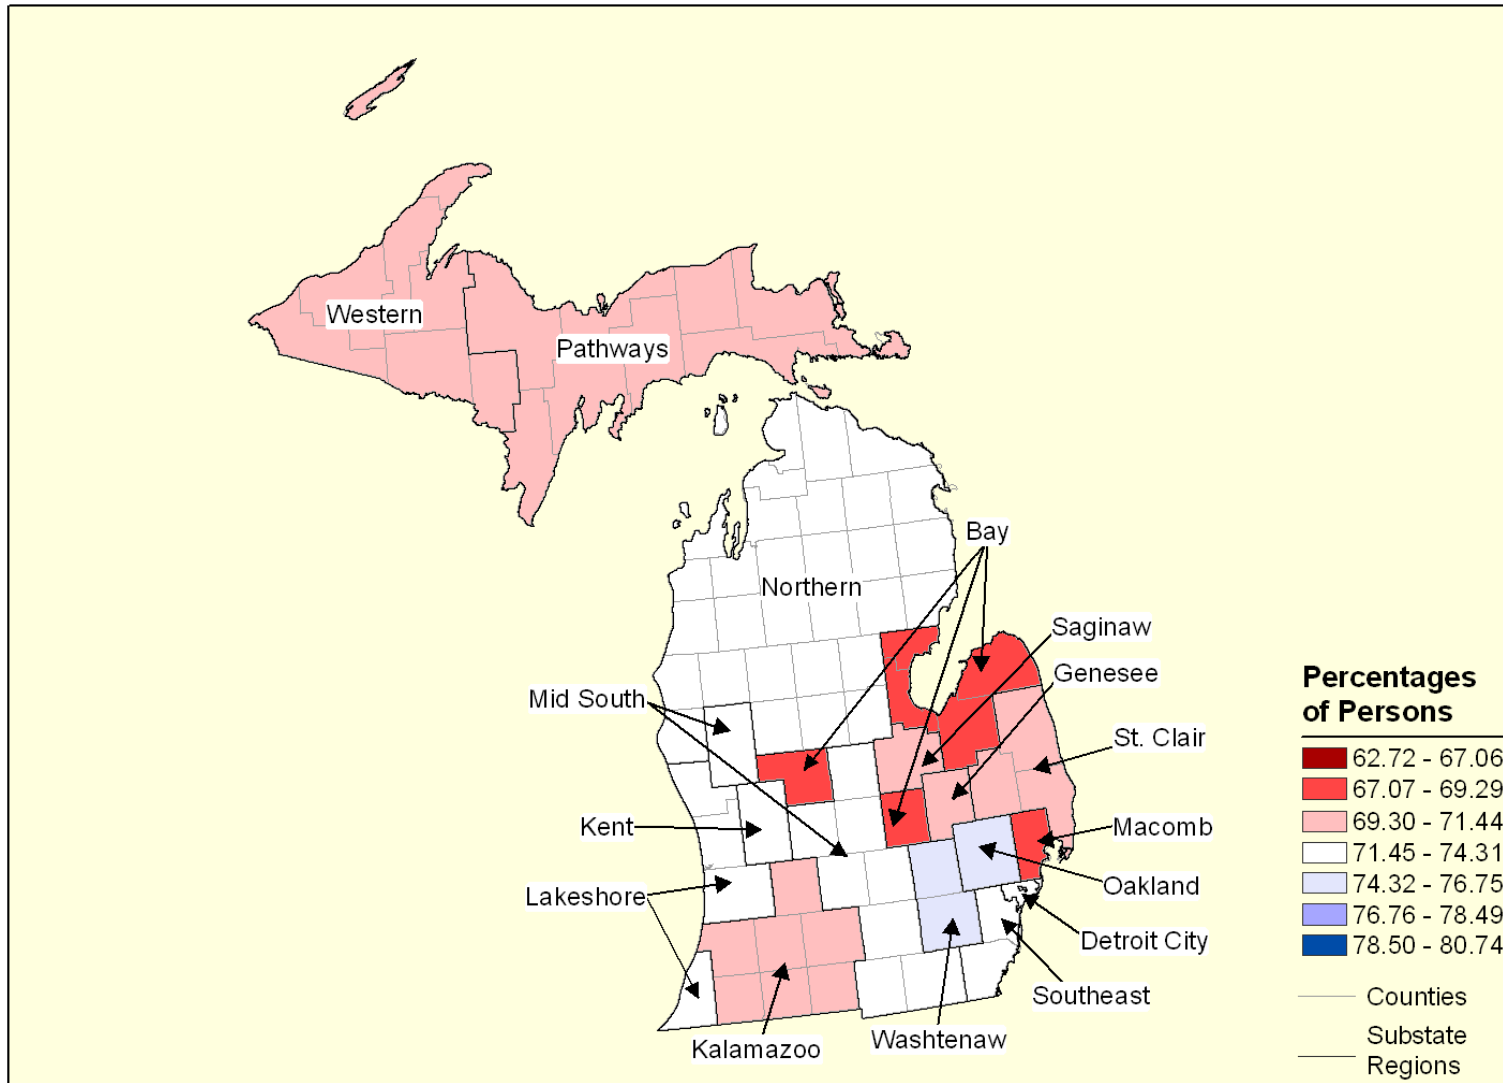 Western
Pathways
Bay
Northern
Saginaw
Genesee
Mid South
St. Clair
Kent
Macomb
Lakeshore
Oakland
Detroit City
Southeast
Washtenaw
Kalamazoo
Percentages
of Persons
62.72 - 67.06
67.07 - 69.29
69.30 - 71.44
71.45 - 74.31
74.32 - 76.75
76.76 - 78.49
78.50 - 80.74
Counties
Substate
Regions